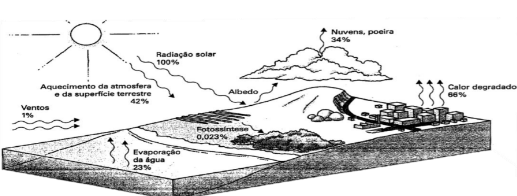 Nuvens, poeira
34%
Radiação solar
100%
Aquecimento da atmosfera
e da superfície terrestre
42%
Albedo
Calor degradado
66%
Ventos
1%
Fotossíntese
0,023%
Evaporação
da água
23%